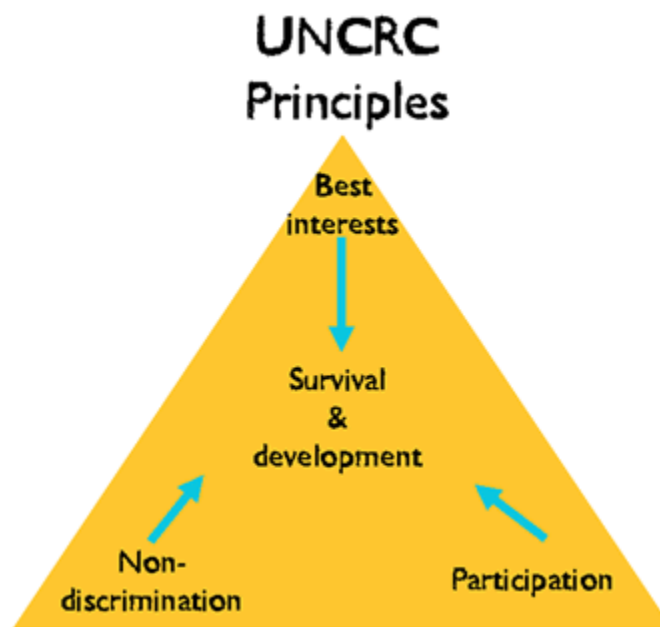 UNCRC
Principles
Best
interests
Survival
&
development
Non-
discrimination
Participation